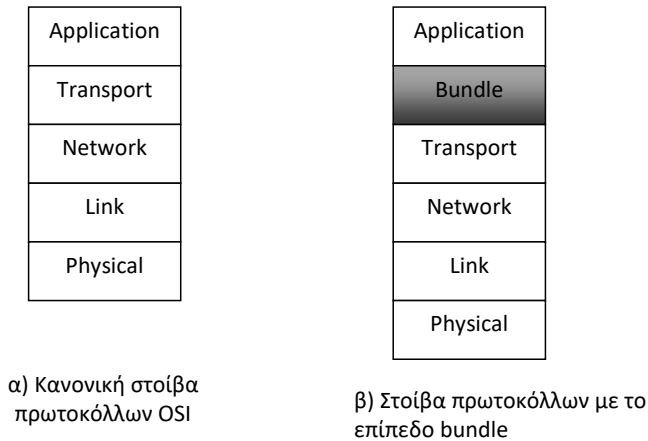 Application
Transport
Network
Link
Physical
α) Κανονική στοίβα
πρωτοκόλλων OSI
Application
Bundle
Transport
Network
Link
Physical
β) Στοίβα πρωτοκόλλων με το
επίπεδο bundle